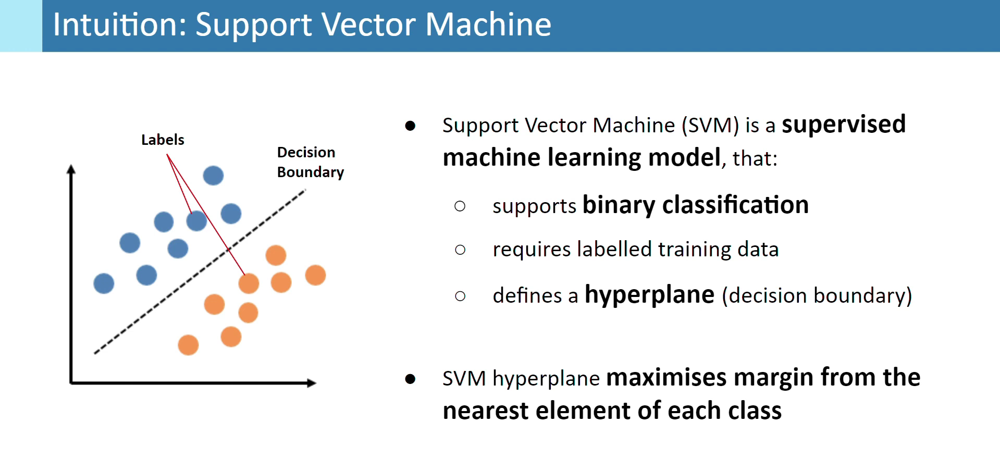 Intuition: Support Vector Machine
Labels
Decision
Boundary
● Support Vector Machine (SVM) is a supervised
machine learning model, that:
○ supports binary classification
○ requires labelled training data
○ defines a hyperplane (decision boundary)
● SVM hyperplane maximises margin from the
nearest element of each class